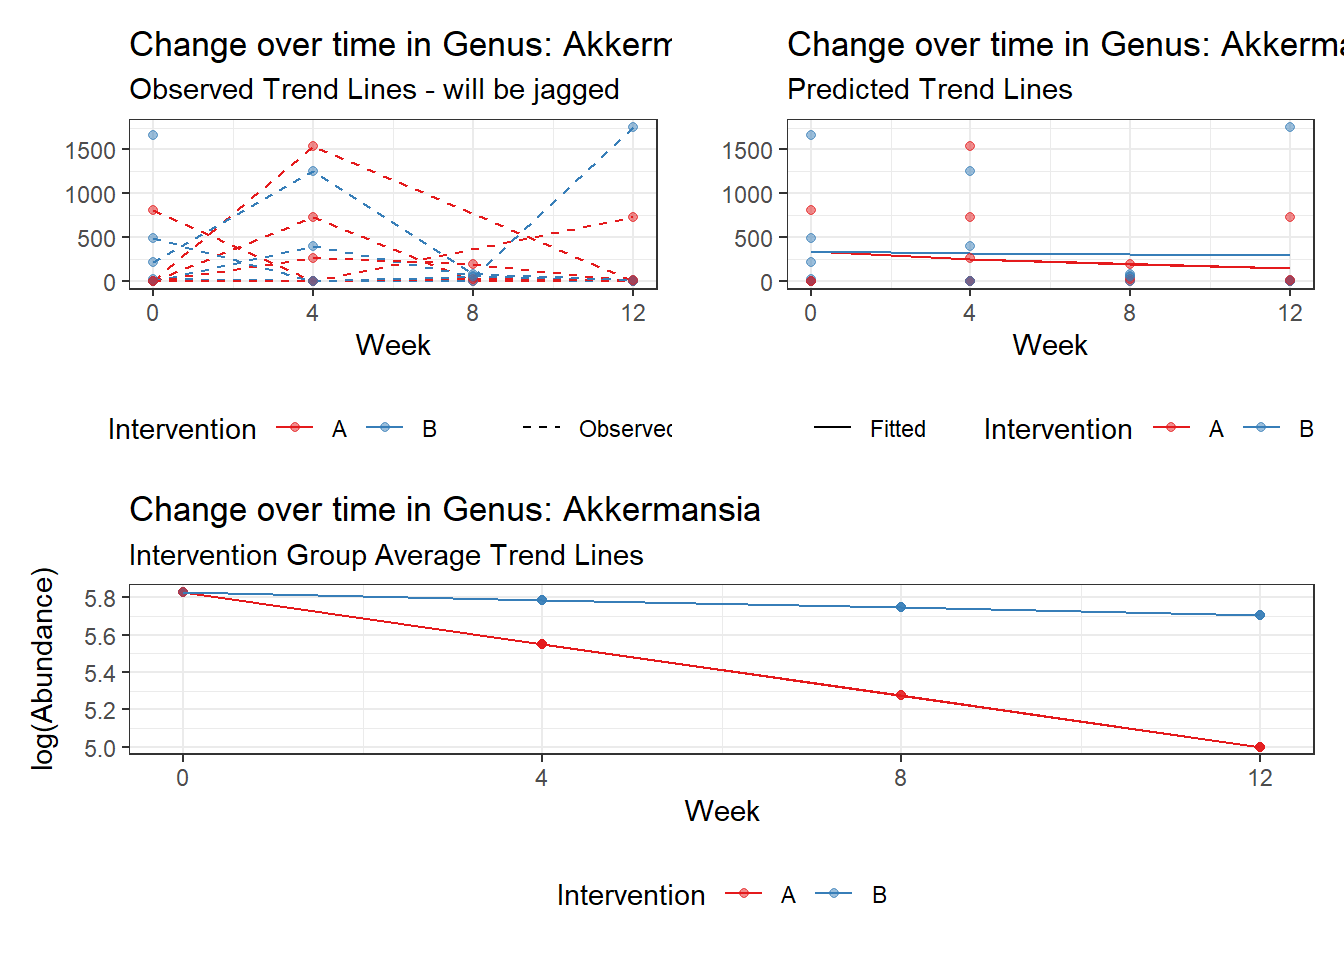 Change over time in Genus: Akkerm
Observed Trend Lines - will be jagged
1500
1000
500
0
0 4 8 12
Week
Intervention A B Observed
Change over time in Genus: Akkerma
Predicted Trend Lines
1500
1000
500
0
0 4 8 12
Week
Fitted Intervention A B
Change over time in Genus: Akkermansia
Intervention Group Average Trend Lines
log(Abundance)
5.8
5.6
5.4
5.2
5.0
0 4 8 12
Week
Intervention A B